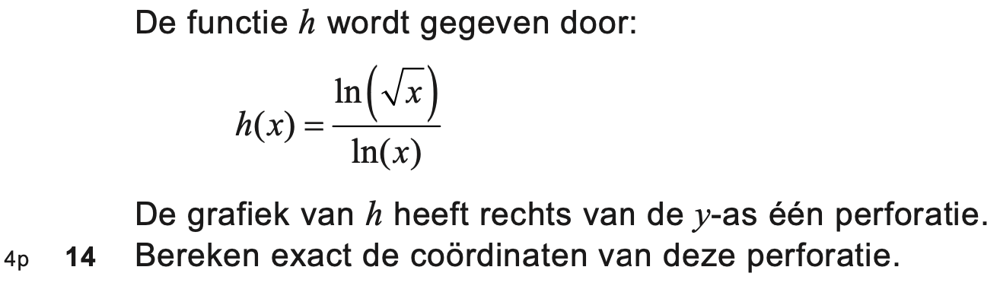 De functie h wordt gegeven door:
h(x) = ln(√x) / ln(x)
De grafiek van h heeft rechts van de y-as één perforatie.
4p 14 Bereken exact de coördinaten van deze perforatie.